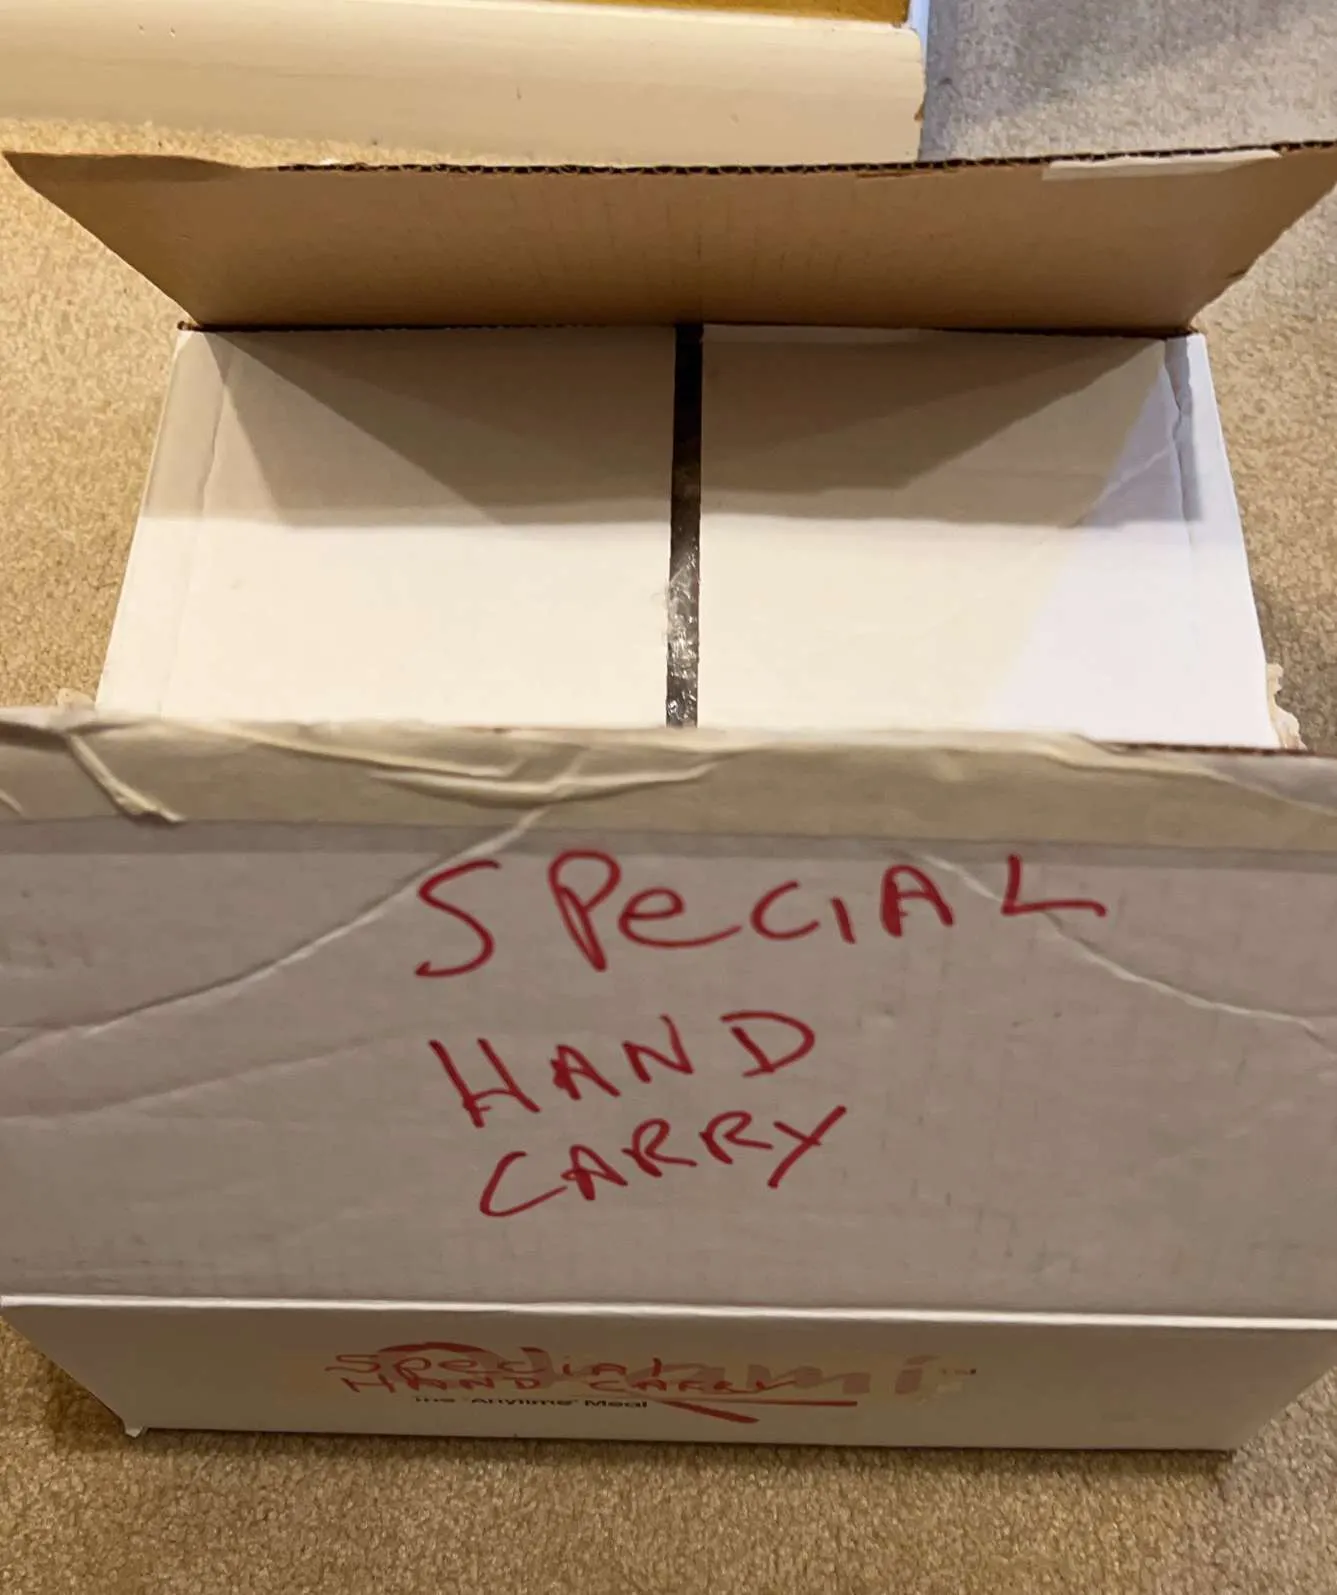 SPeCIAL
HAND
CARRY
Special
HAND CARRY
The "Anytime" Meal